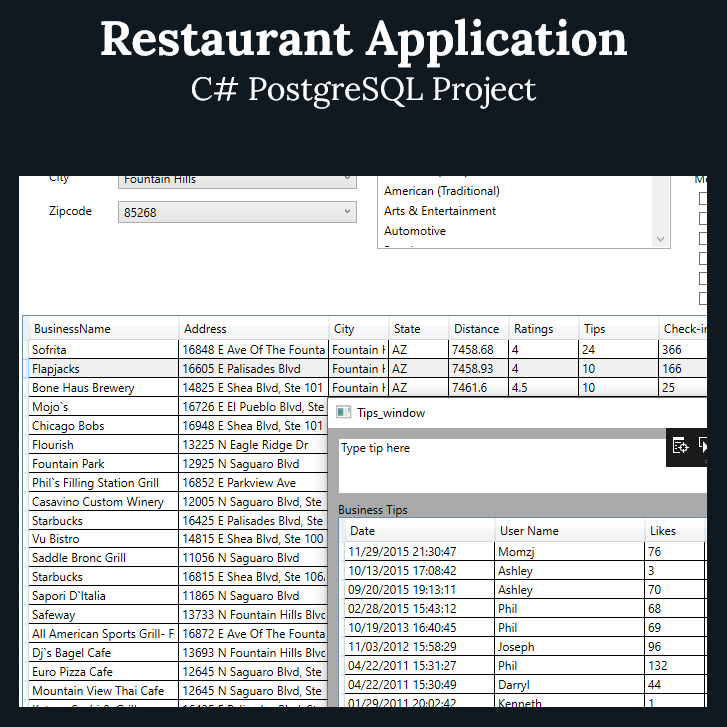 Restaurant Application
C# PostgreSQL Project
City Fountain Hills
American (Traditional)
Zipcode 85268
Arts & Entertainment
Automotive
BusinessName Address City State Distance Ratings Tips Check-in
Sofrita 16848 E Ave Of The Founta Fountain H AZ 7458.68 4 24 366
Flapjacks 16605 E Palisades Blvd Fountain H AZ 7458.93 4 10 166
Bone Haus Brewery 14825 E Shea Blvd, Ste 101 Fountain H AZ 7461.6 4.5 10 25
Mojo`s 16726 E El Pueblo Blvd, Ste
Chicago Bobs 16948 E Shea Blvd, Ste 101
Flourish 13225 N Eagle Ridge Dr
Fountain Park 12925 N Saguaro Blvd
Phil`s Filling Station Grill 16852 E Parkview Ave
Casavino Custom Winery 12005 N Saguaro Blvd, Ste
Starbucks 16425 E Palisades Blvd, Ste
Vu Bistro 14815 E Shea Blvd, Ste 100
Saddle Bronc Grill 11056 N Saguaro Blvd
Starbucks 16815 E Shea Blvd, Ste 106
Sapori D`Italia 11865 N Saguaro Blvd
Safeway 13733 N Fountain Hills Blvd
All American Sports Grill- F 16872 E Ave Of The Founta
Dj`s Bagel Cafe 13693 N Fountain Hills Blvd
Euro Pizza Cafe 12645 N Saguaro Blvd, Ste
Mountain View Thai Cafe 12645 N Saguaro Blvd, Ste
Tips_window
Type tip here
Business Tips
Date User Name Likes
11/29/2015 21:30:47 Momzj 76
10/13/2015 17:08:42 Ashley 3
09/20/2015 19:13:11 Ashley 70
02/28/2015 15:43:12 Phil 68
10/19/2013 16:40:45 Phil 69
11/03/2012 15:58:29 Joseph 96
04/22/2011 15:31:27 Phil 132
04/22/2011 15:30:49 Darryl 44
01/29/2011 20:02:42 Kenneth 1